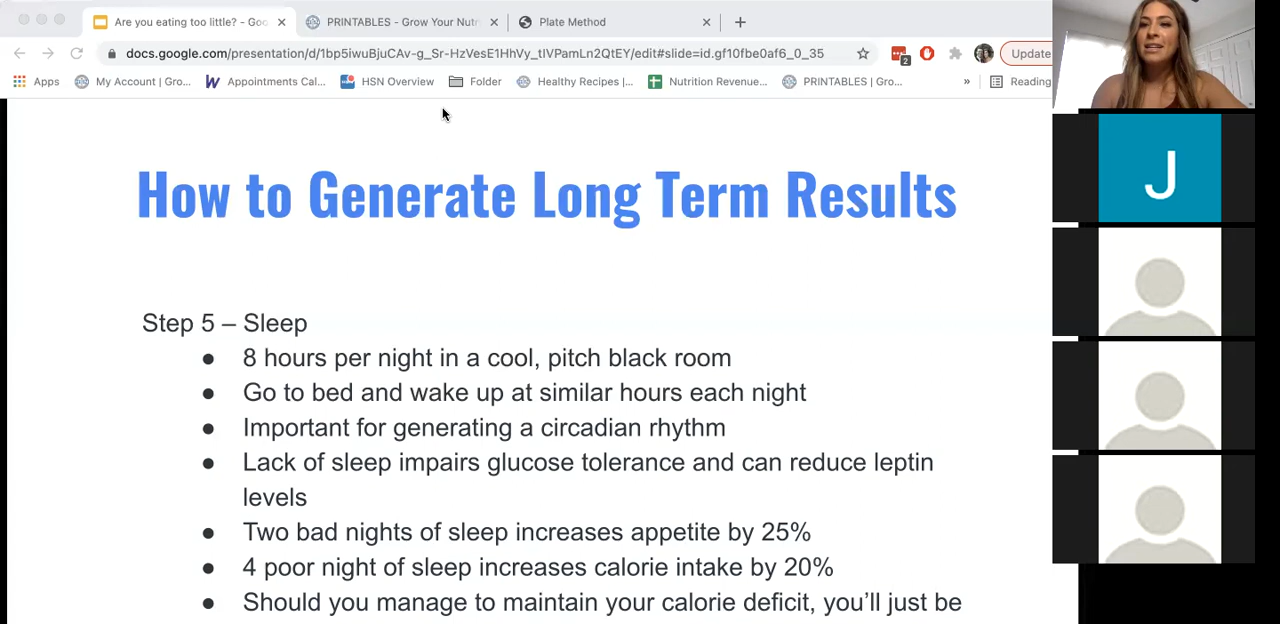 Are you eating too little? - Goo
PRINTABLES - Grow Your Nutr
Plate Method
docs.google.com/presentation/d/1bp5iwuBjuCAv-g_Sr-HzVesE1HhVy_tIVPamLn2QtEY/edit#slide=id.gf10fbe0af6_0_35
2
Update
Apps
My Account | Gro...
Appointments Cal...
HSN Overview
Folder
Healthy Recipes |...
Nutrition Revenue...
PRINTABLES | Gro...
»
Reading
J
How to Generate Long Term Results
Step 5 – Sleep
● 8 hours per night in a cool, pitch black room
● Go to bed and wake up at similar hours each night
● Important for generating a circadian rhythm
● Lack of sleep impairs glucose tolerance and can reduce leptin
levels
● Two bad nights of sleep increases appetite by 25%
● 4 poor night of sleep increases calorie intake by 20%
● Should you manage to maintain your calorie deficit, you’ll just be